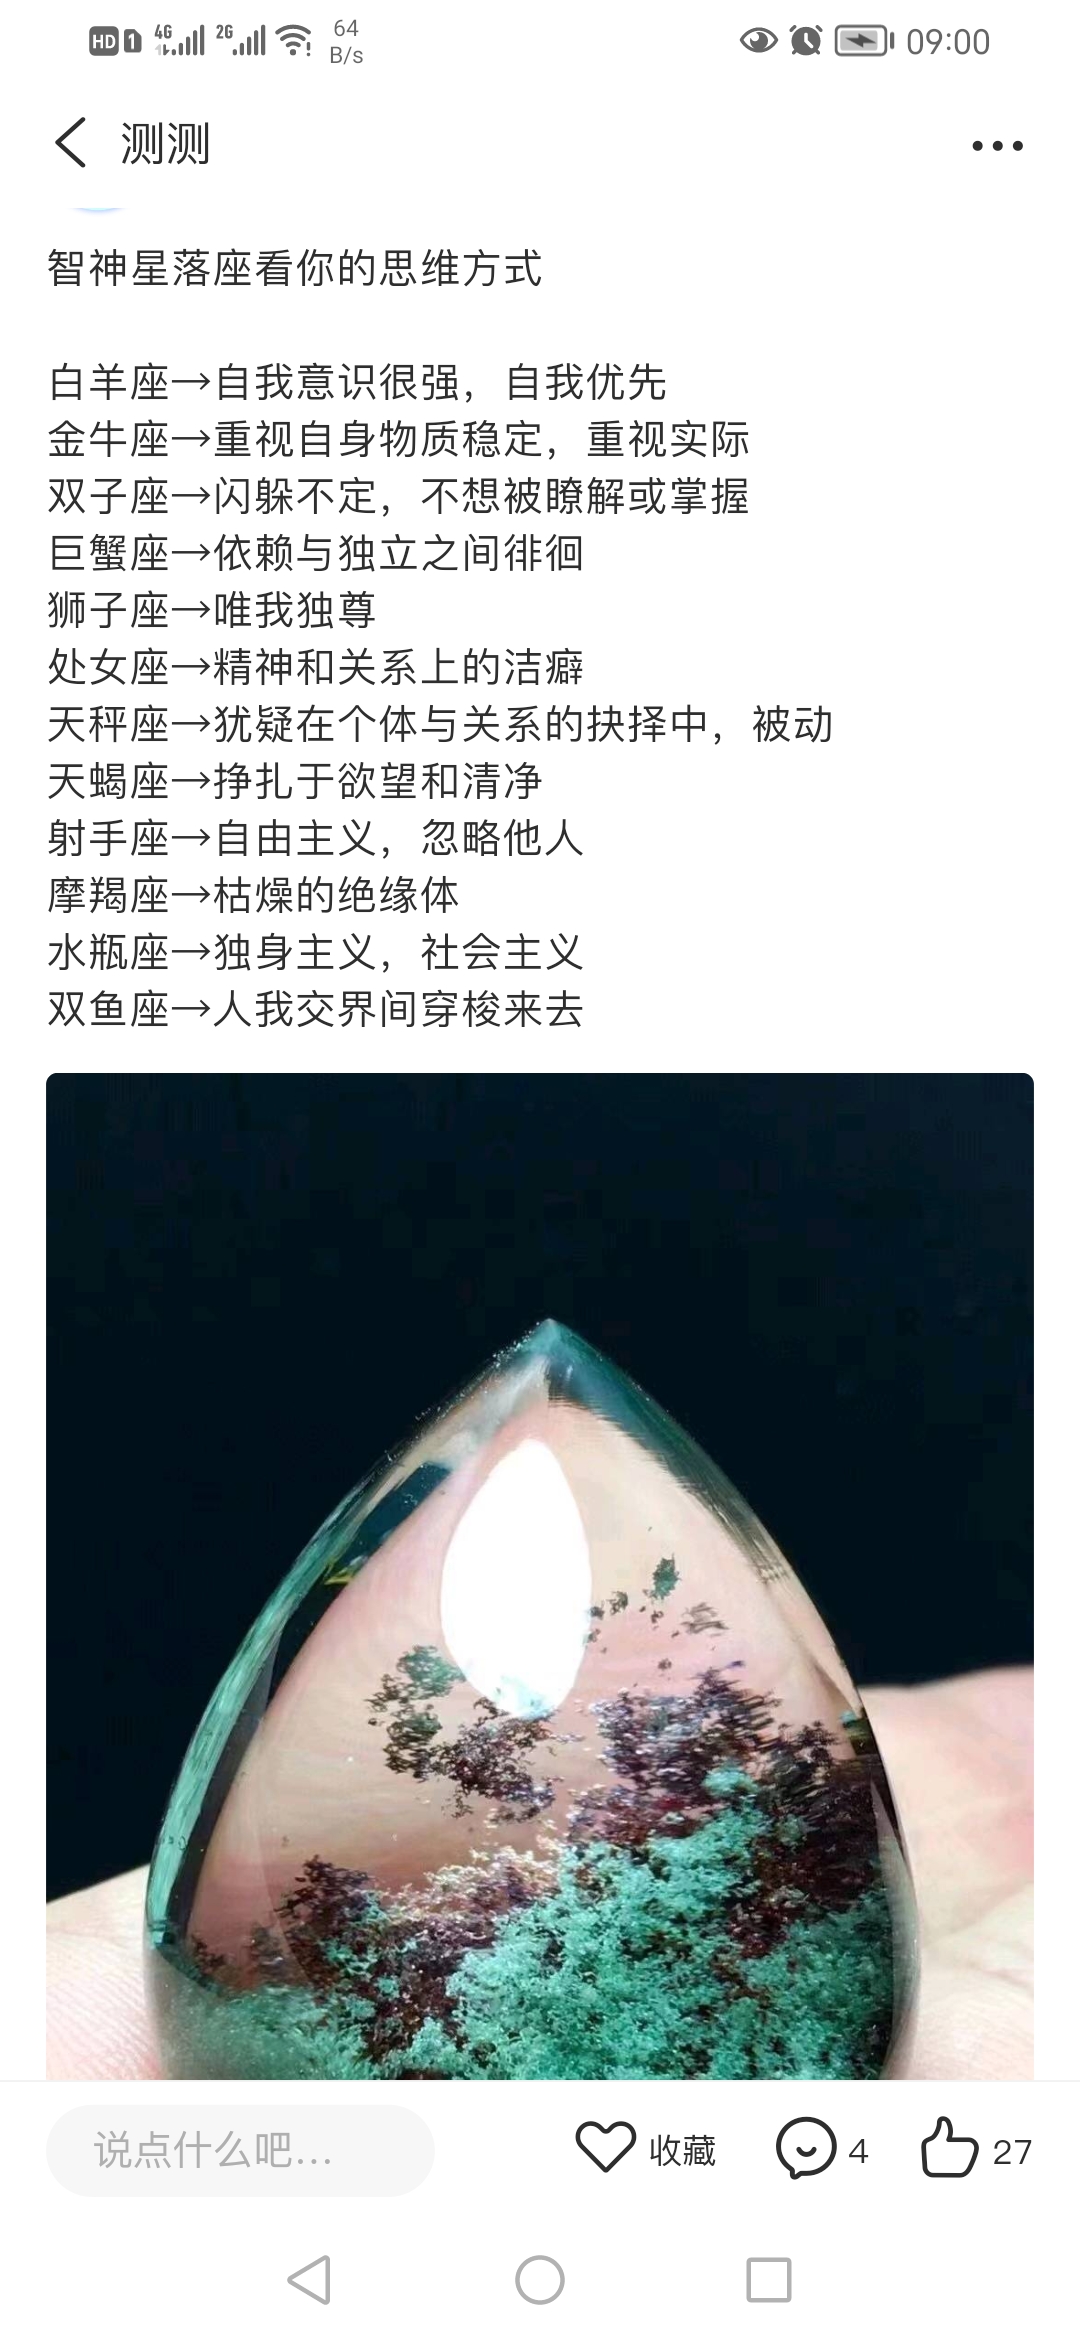 HD 1 4G 2G 64 B/s 09:00
测测
智神星落座看你的思维方式
白羊座→自我意识很强，自我优先
金牛座→重视自身物质稳定，重视实际
双子座→闪躲不定，不想被瞭解或掌握
巨蟹座→依赖与独立之间徘徊
狮子座→唯我独尊
处女座→精神和关系上的洁癖
天秤座→犹疑在个体与关系的抉择中，被动
天蝎座→挣扎于欲望和清净
射手座→自由主义，忽略他人
摩羯座→枯燥的绝缘体
水瓶座→独身主义，社会主义
双鱼座→人我交界间穿梭来去
说点什么吧... 收藏 4 27